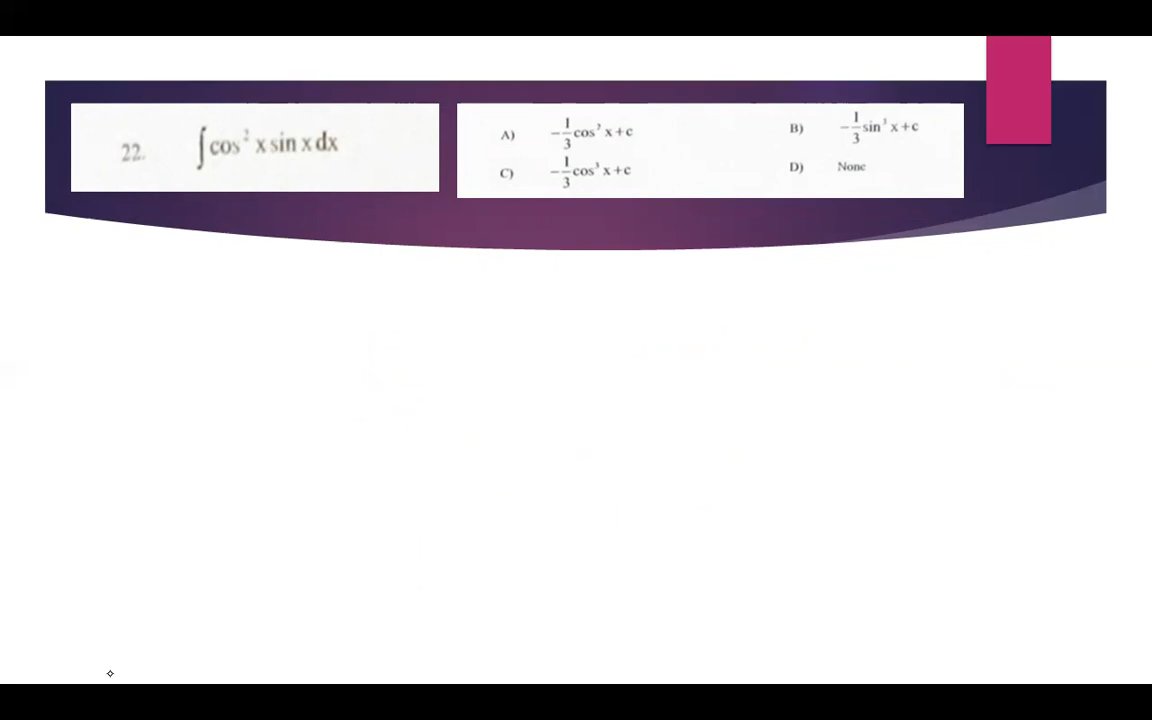 22. ∫cos² x sin x dx
A) -1/3 cos² x+c
B) -1/3 sin³ x+c
C) -1/3 cos³ x+c
D) None